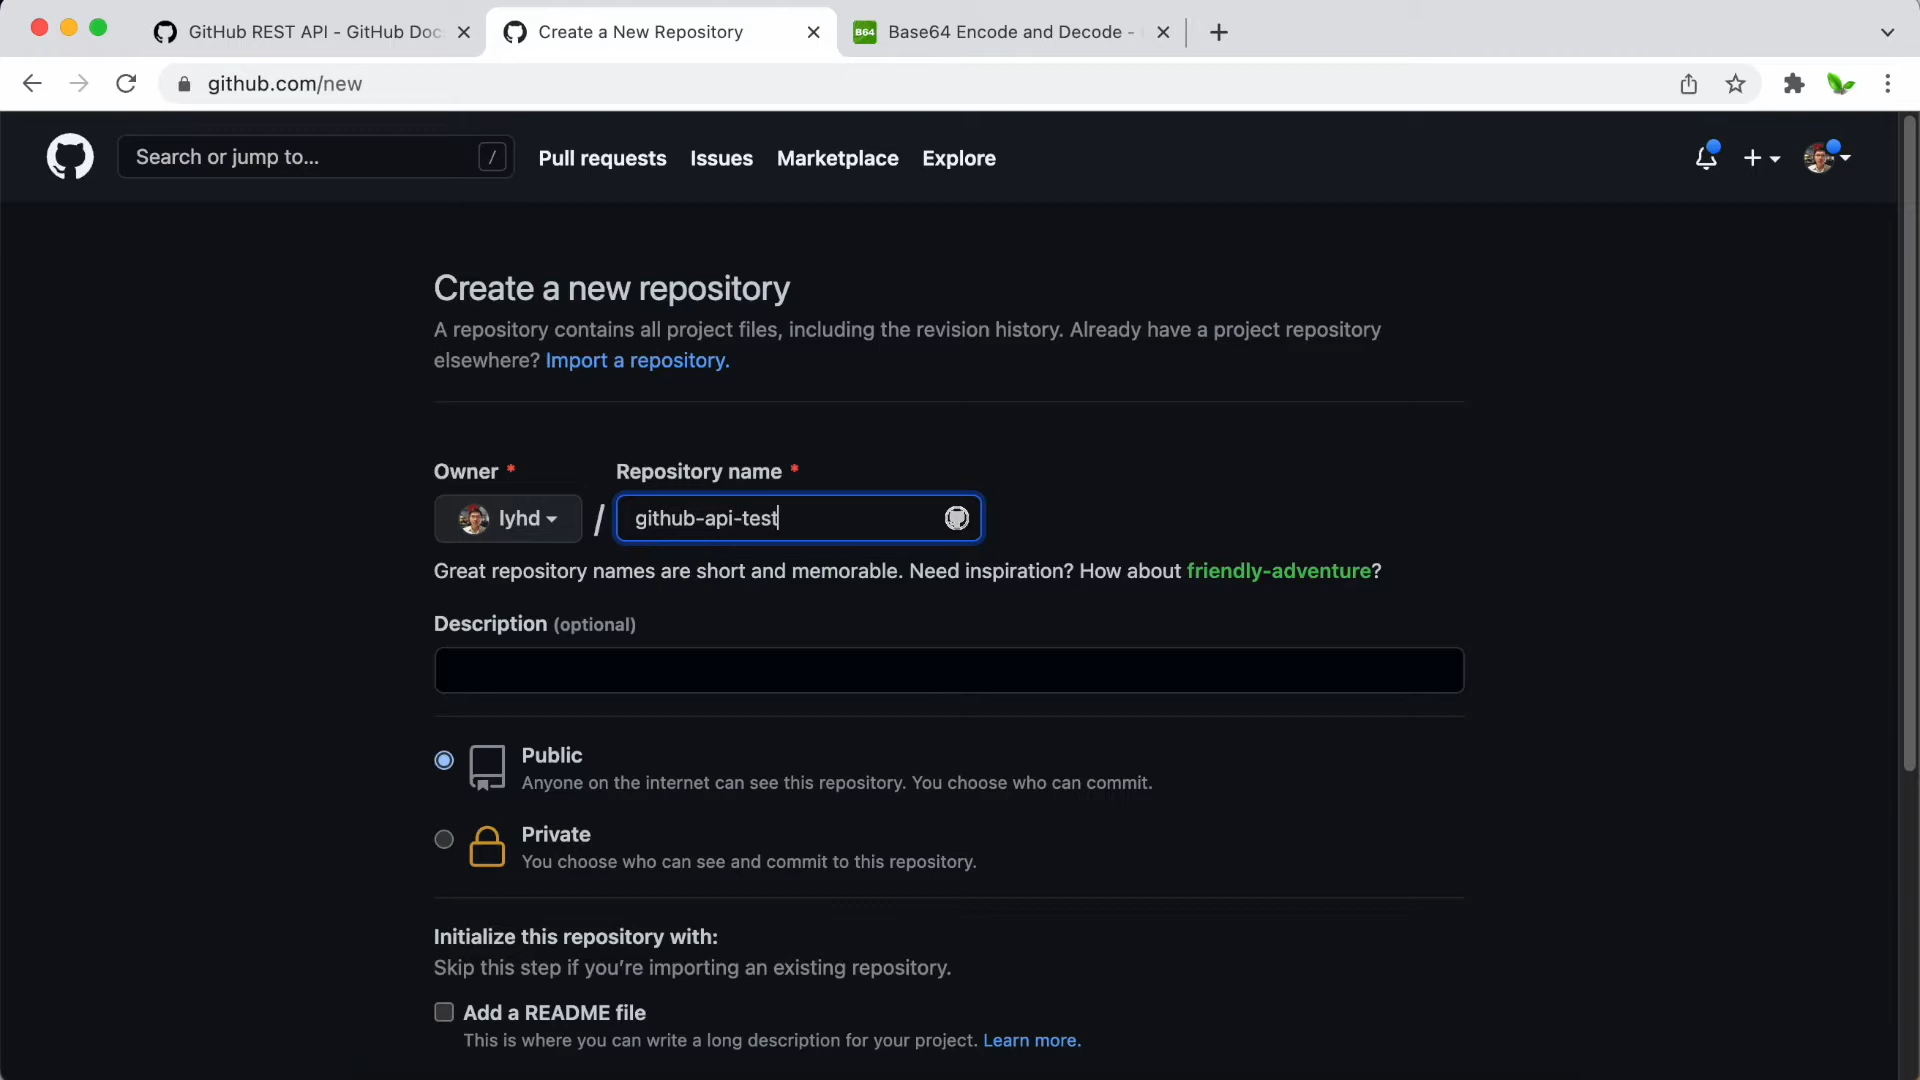 GitHub REST API - GitHub Doc
Create a New Repository
B64
Base64 Encode and Decode -
github.com/new
Search or jump to...
/
Pull requests
Issues
Marketplace
Explore
Create a new repository
A repository contains all project files, including the revision history. Already have a project repository
elsewhere? Import a repository.
Owner *
Repository name *
lyhd
/
github-api-test
Great repository names are short and memorable. Need inspiration? How about friendly-adventure?
Description (optional)
Public
Anyone on the internet can see this repository. You choose who can commit.
Private
You choose who can see and commit to this repository.
Initialize this repository with:
Skip this step if you’re importing an existing repository.
Add a README file
This is where you can write a long description for your project. Learn more.